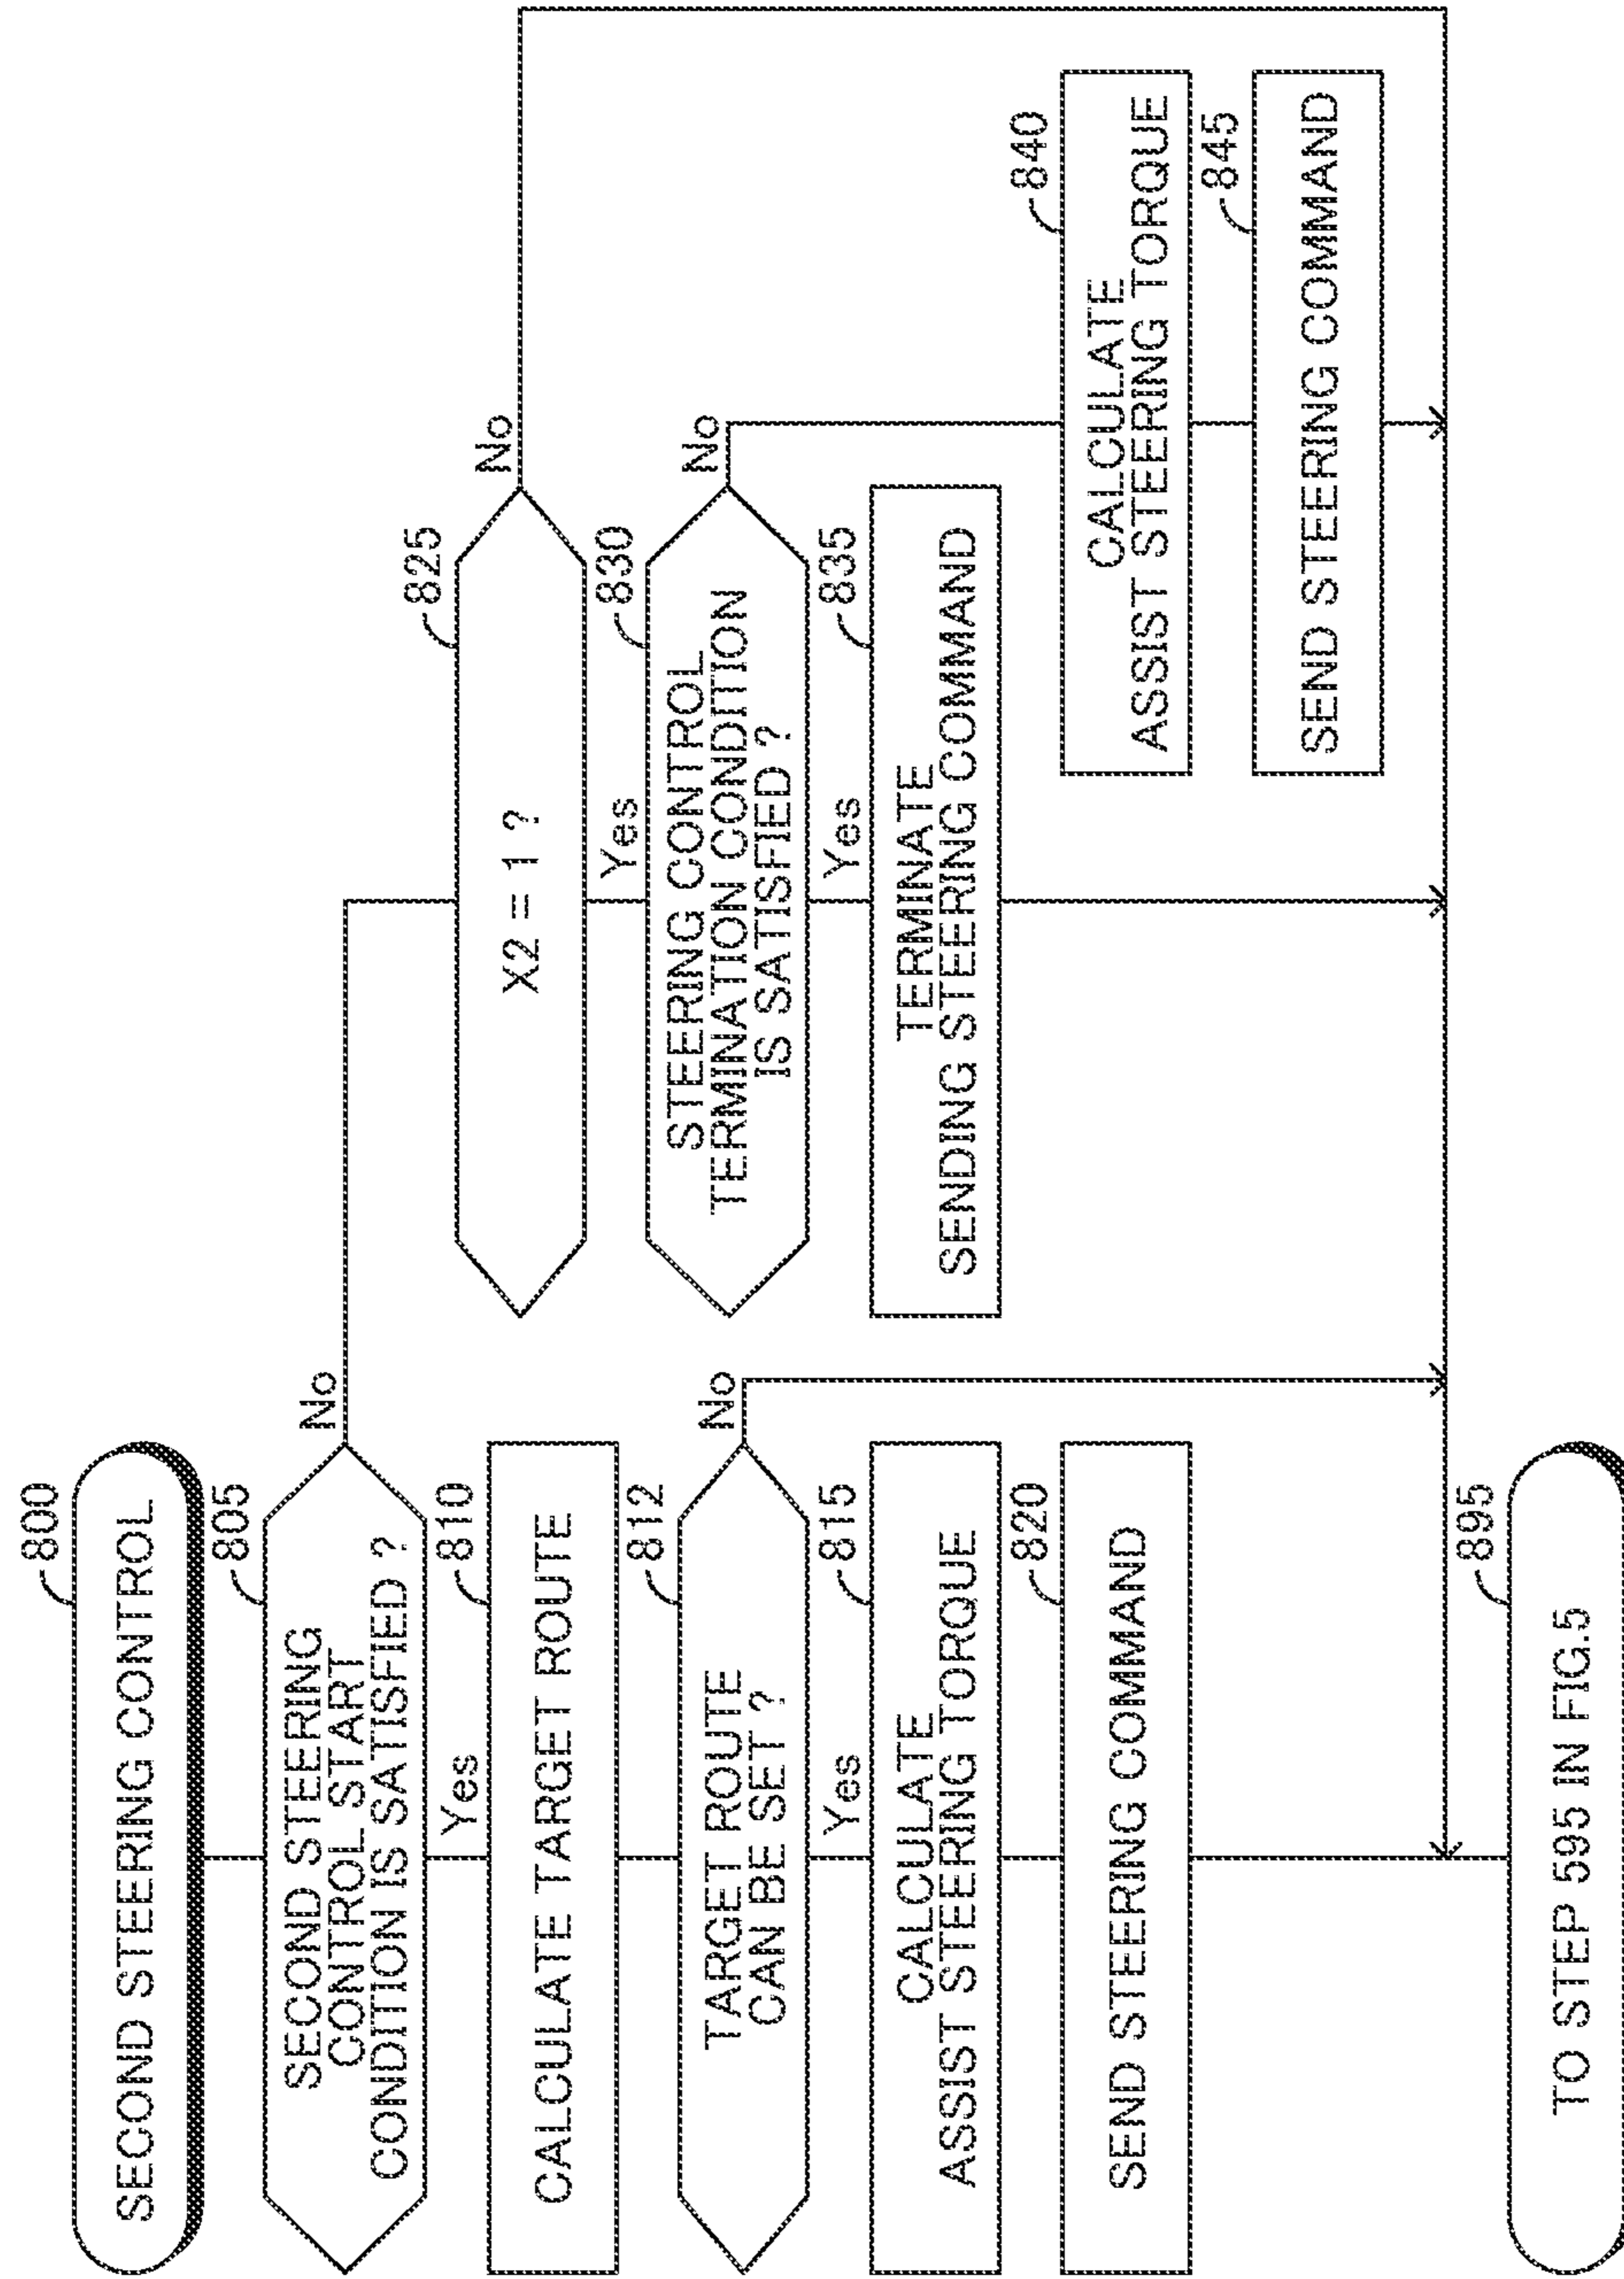 800
SECOND STEERING CONTROL
805
SECOND STEERING
CONTROL START
CONDITION IS SATISFIED ?
No
Yes
810
CALCULATE TARGET ROUTE
812
TARGET ROUTE
CAN BE SET ?
No
Yes
815
CALCULATE
ASSIST STEERING TORQUE
820
SEND STEERING COMMAND
825
X2 = 1 ?
No
Yes
830
STEERING CONTROL
TERMINATION CONDITION
IS SATISFIED ?
No
Yes
835
TERMINATE
SENDING STEERING COMMAND
840
CALCULATE
ASSIST STEERING TORQUE
845
SEND STEERING COMMAND
895
TO STEP 595 IN FIG.5